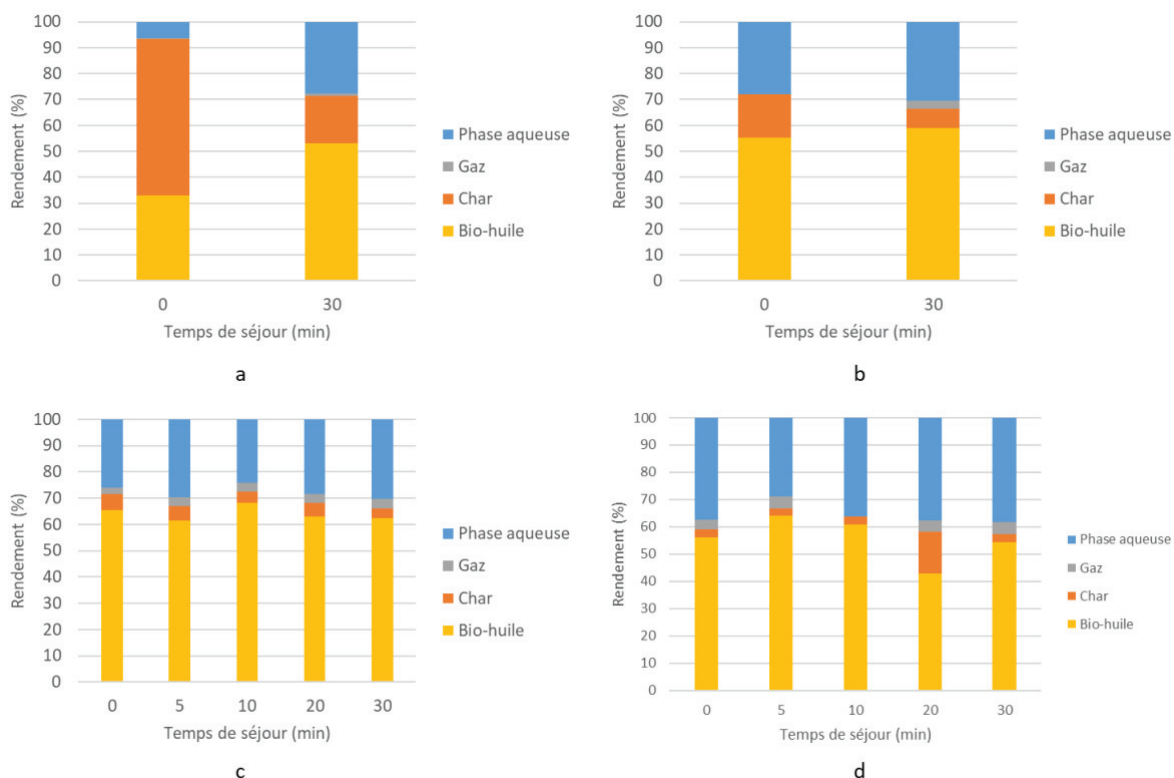 100
90
80
70
60
50
40
30
20
10
0
Rendement (%)
0 30
Temps de séjour (min)
Phase aqueuse
Gaz
Char
Bio-huile
a
100
90
80
70
60
50
40
30
20
10
0
Rendement (%)
0 30
Temps de séjour (min)
Phase aqueuse
Gaz
Char
Bio-huile
b
100
90
80
70
60
50
40
30
20
10
0
Rendement (%)
0 5 10 20 30
Temps de séjour (min)
Phase aqueuse
Gaz
Char
Bio-huile
c
100
90
80
70
60
50
40
30
20
10
0
Rendement (%)
0 5 10 20 30
Temps de séjour (min)
Phase aqueuse
Gaz
Char
Bio-huile
d